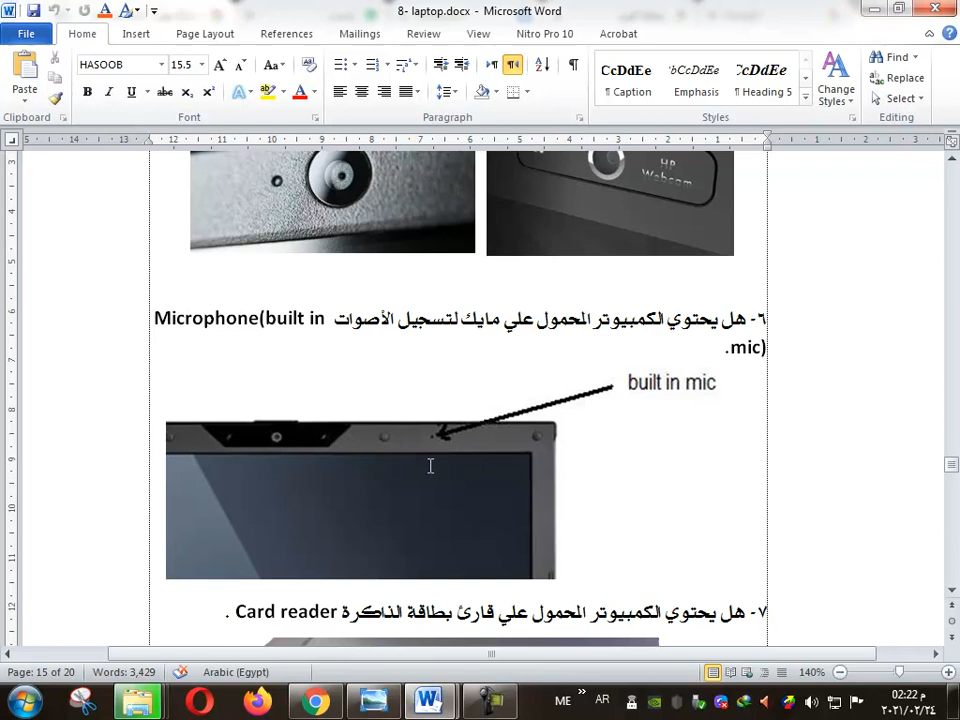 8- laptop.docx - Microsoft Word
File Home Insert Page Layout References Mailings Review View Nitro Pro 10 Acrobat
HASOOB 15.5
Paste
Clipboard Font Paragraph Styles Editing
CcDdEe Caption
CcDdEe Emphasis
CcDdEe Heading 5
Change Styles
Find
Replace
Select
HP
Webcam
٦- هل يحتوي الكمبيوتر المحمول علي مايك لتسجيل الأصوات Microphone(built in
mic).
built in mic
٧- هل يحتوي الكمبيوتر المحمول علي قارئ بطاقة الذاكرة Card reader .
Page: 15 of 20 Words: 3,429 Arabic (Egypt) 140%
ME AR 02:22 م
٢٠٢١/٠٢/٢٤